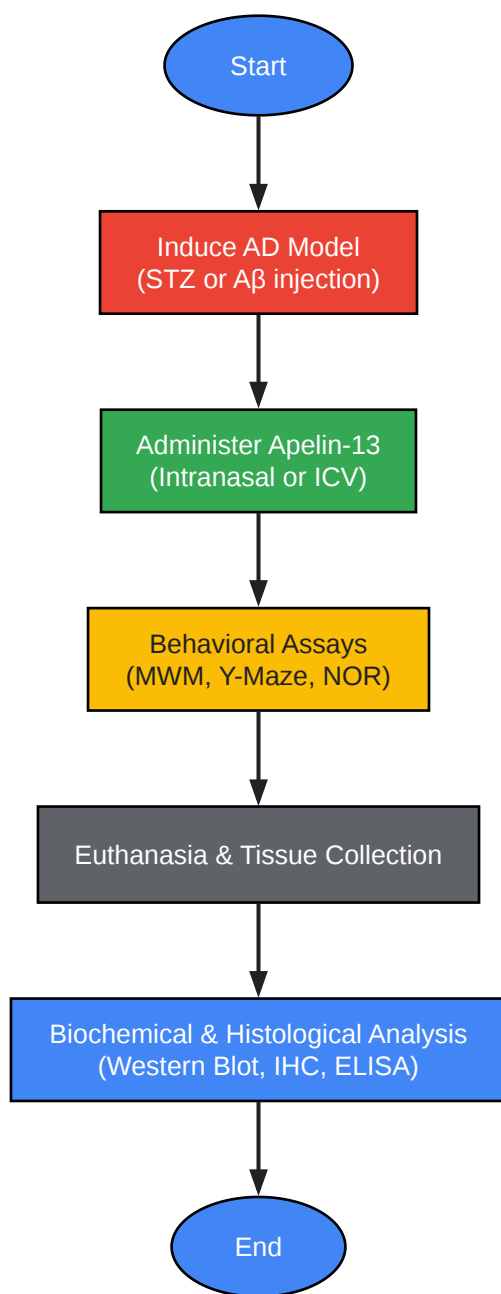 Start
Induce AD Model
(STZ or Aβ injection)
Administer Apelin-13
(Intranasal or ICV)
Behavioral Assays
(MWM, Y-Maze, NOR)
Euthanasia & Tissue Collection
Biochemical & Histological Analysis
(Western Blot, IHC, ELISA)
End